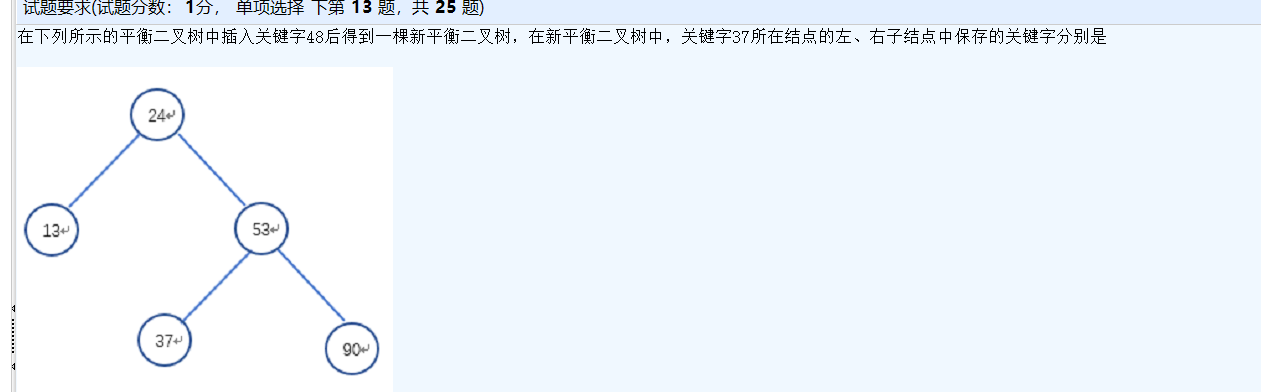 试题要求(试题分数： 1分， 单项选择 下第 13 题，共 25 题)
在下列所示的平衡二叉树中插入关键字48后得到一棵新平衡二叉树，在新平衡二叉树中，关键字37所在结点的左、右子结点中保存的关键字分别是
24↵
13↵
53↵
37↵
90↵